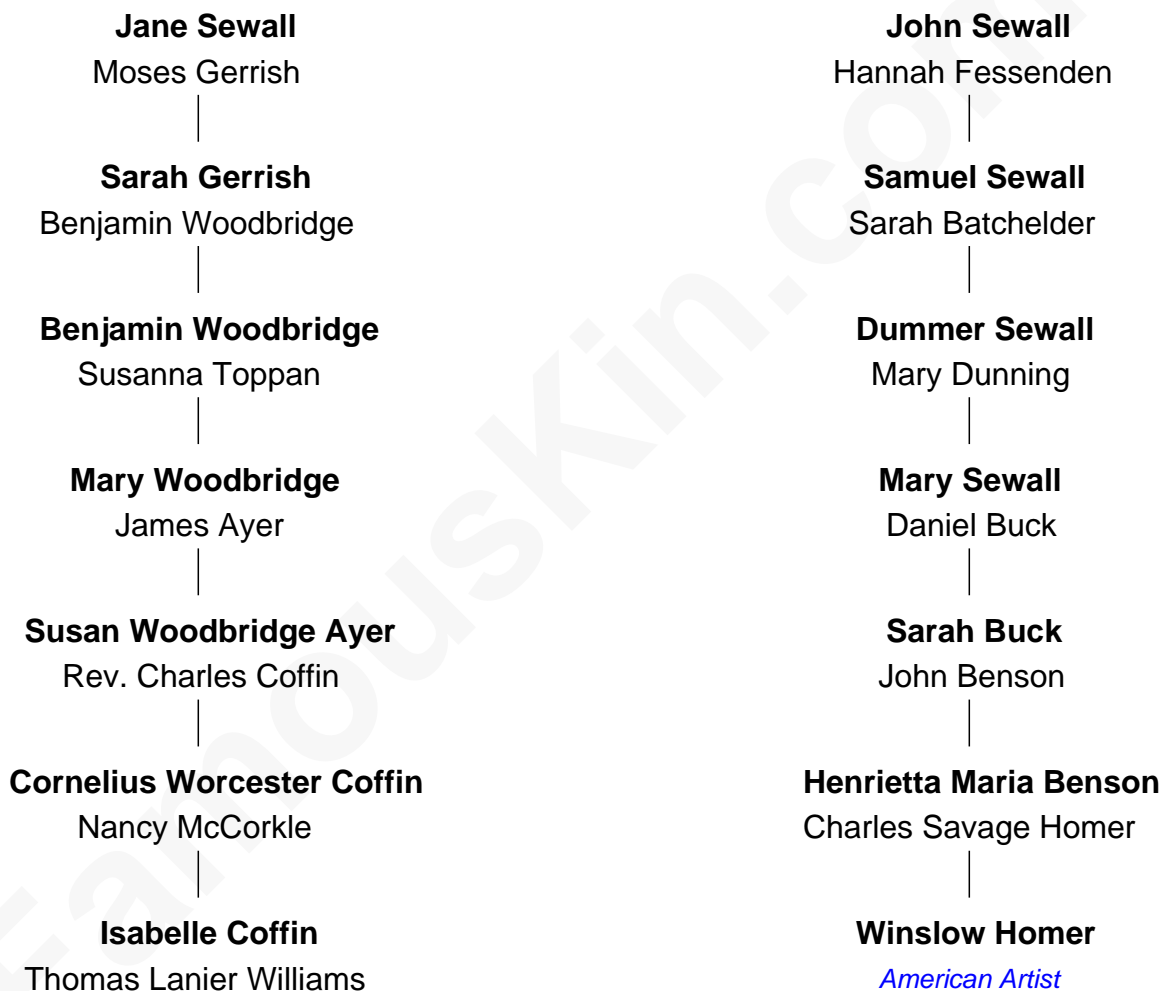 Jane Sewall
Moses Gerrish
Sarah Gerrish
Benjamin Woodbridge
Benjamin Woodbridge
Susanna Toppan
Mary Woodbridge
James Ayer
Susan Woodbridge Ayer
Rev. Charles Coffin
Cornelius Worcester Coffin
Nancy McCorkle
Isabelle Coffin
Thomas Lanier Williams
John Sewall
Hannah Fessenden
Samuel Sewall
Sarah Batchelder
Dummer Sewall
Mary Dunning
Mary Sewall
Daniel Buck
Sarah Buck
John Benson
Henrietta Maria Benson
Charles Savage Homer
Winslow Homer
American Artist
FamousKin.com